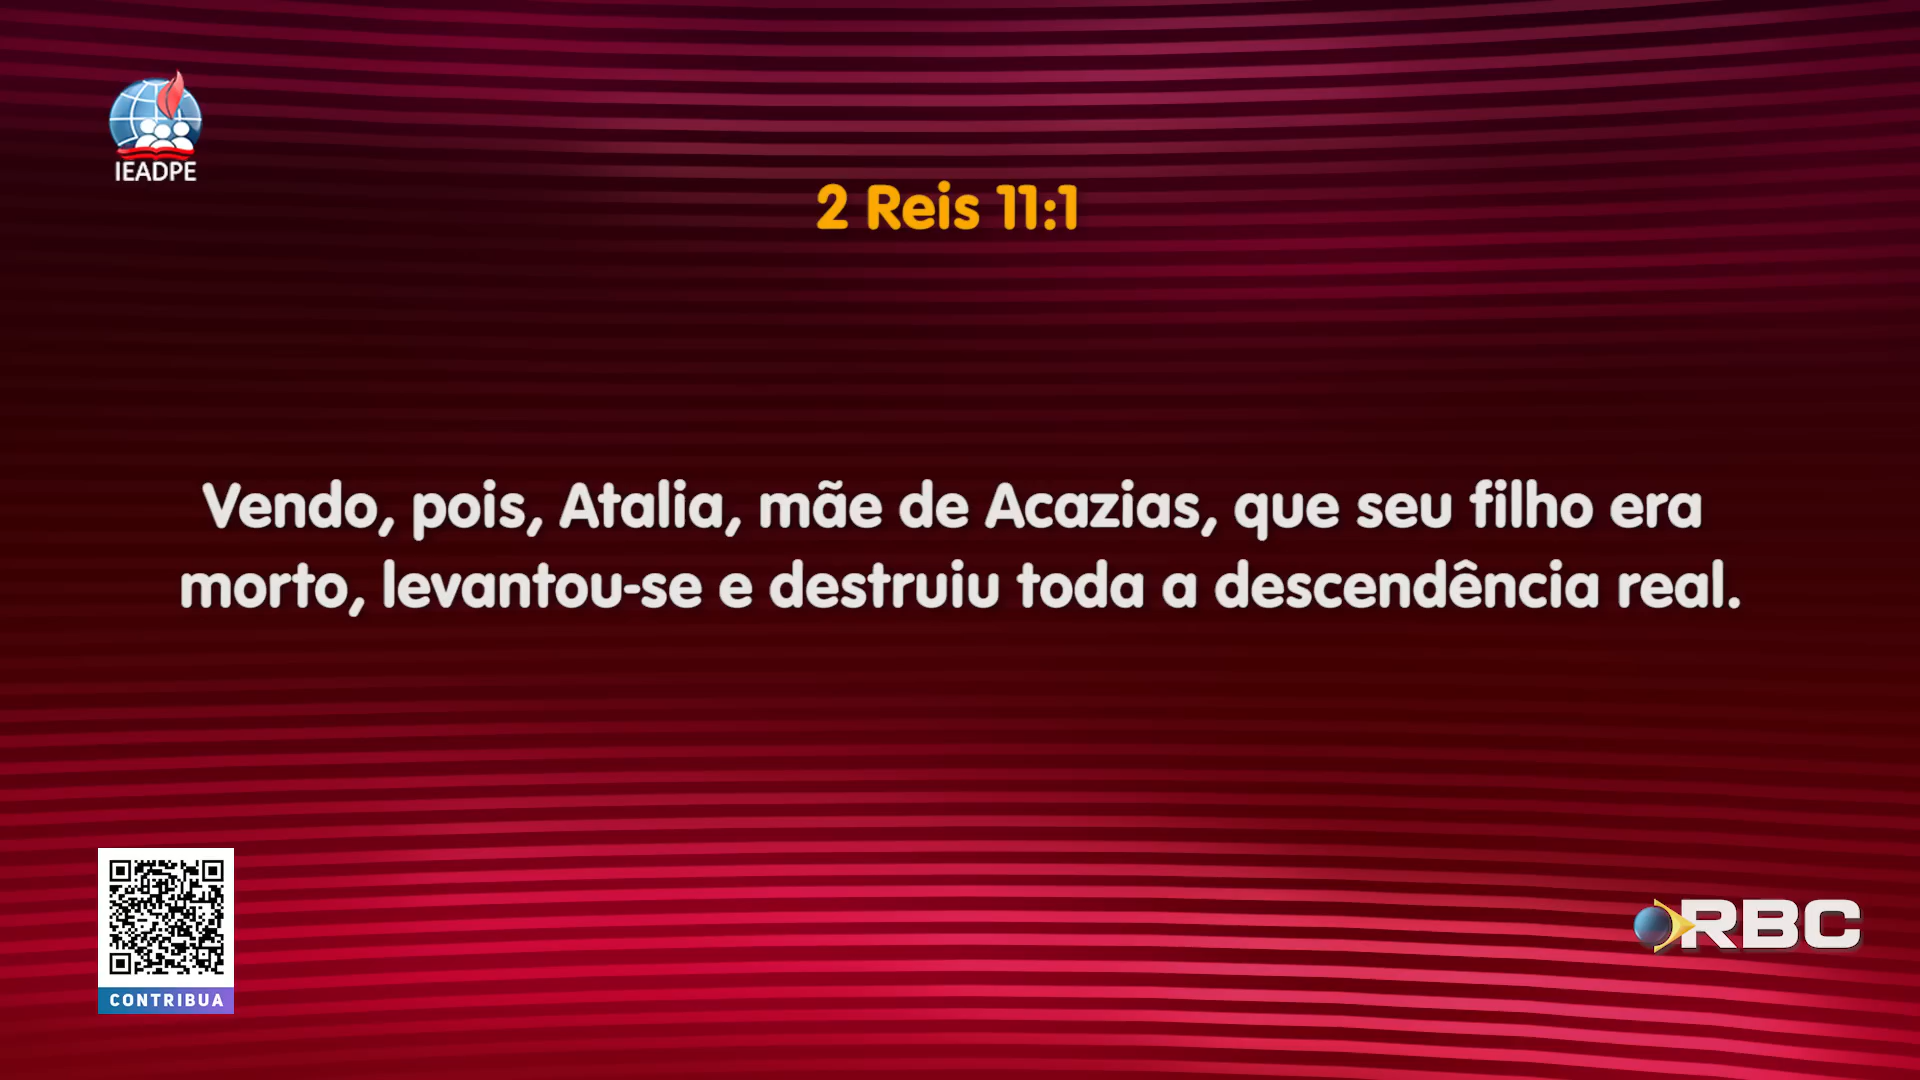 IEADPE
2 Reis 11:1
Vendo, pois, Atalia, mãe de Acazias, que seu filho era
morto, levantou-se e destruiu toda a descendência real.
CONTRIBUA
RBC